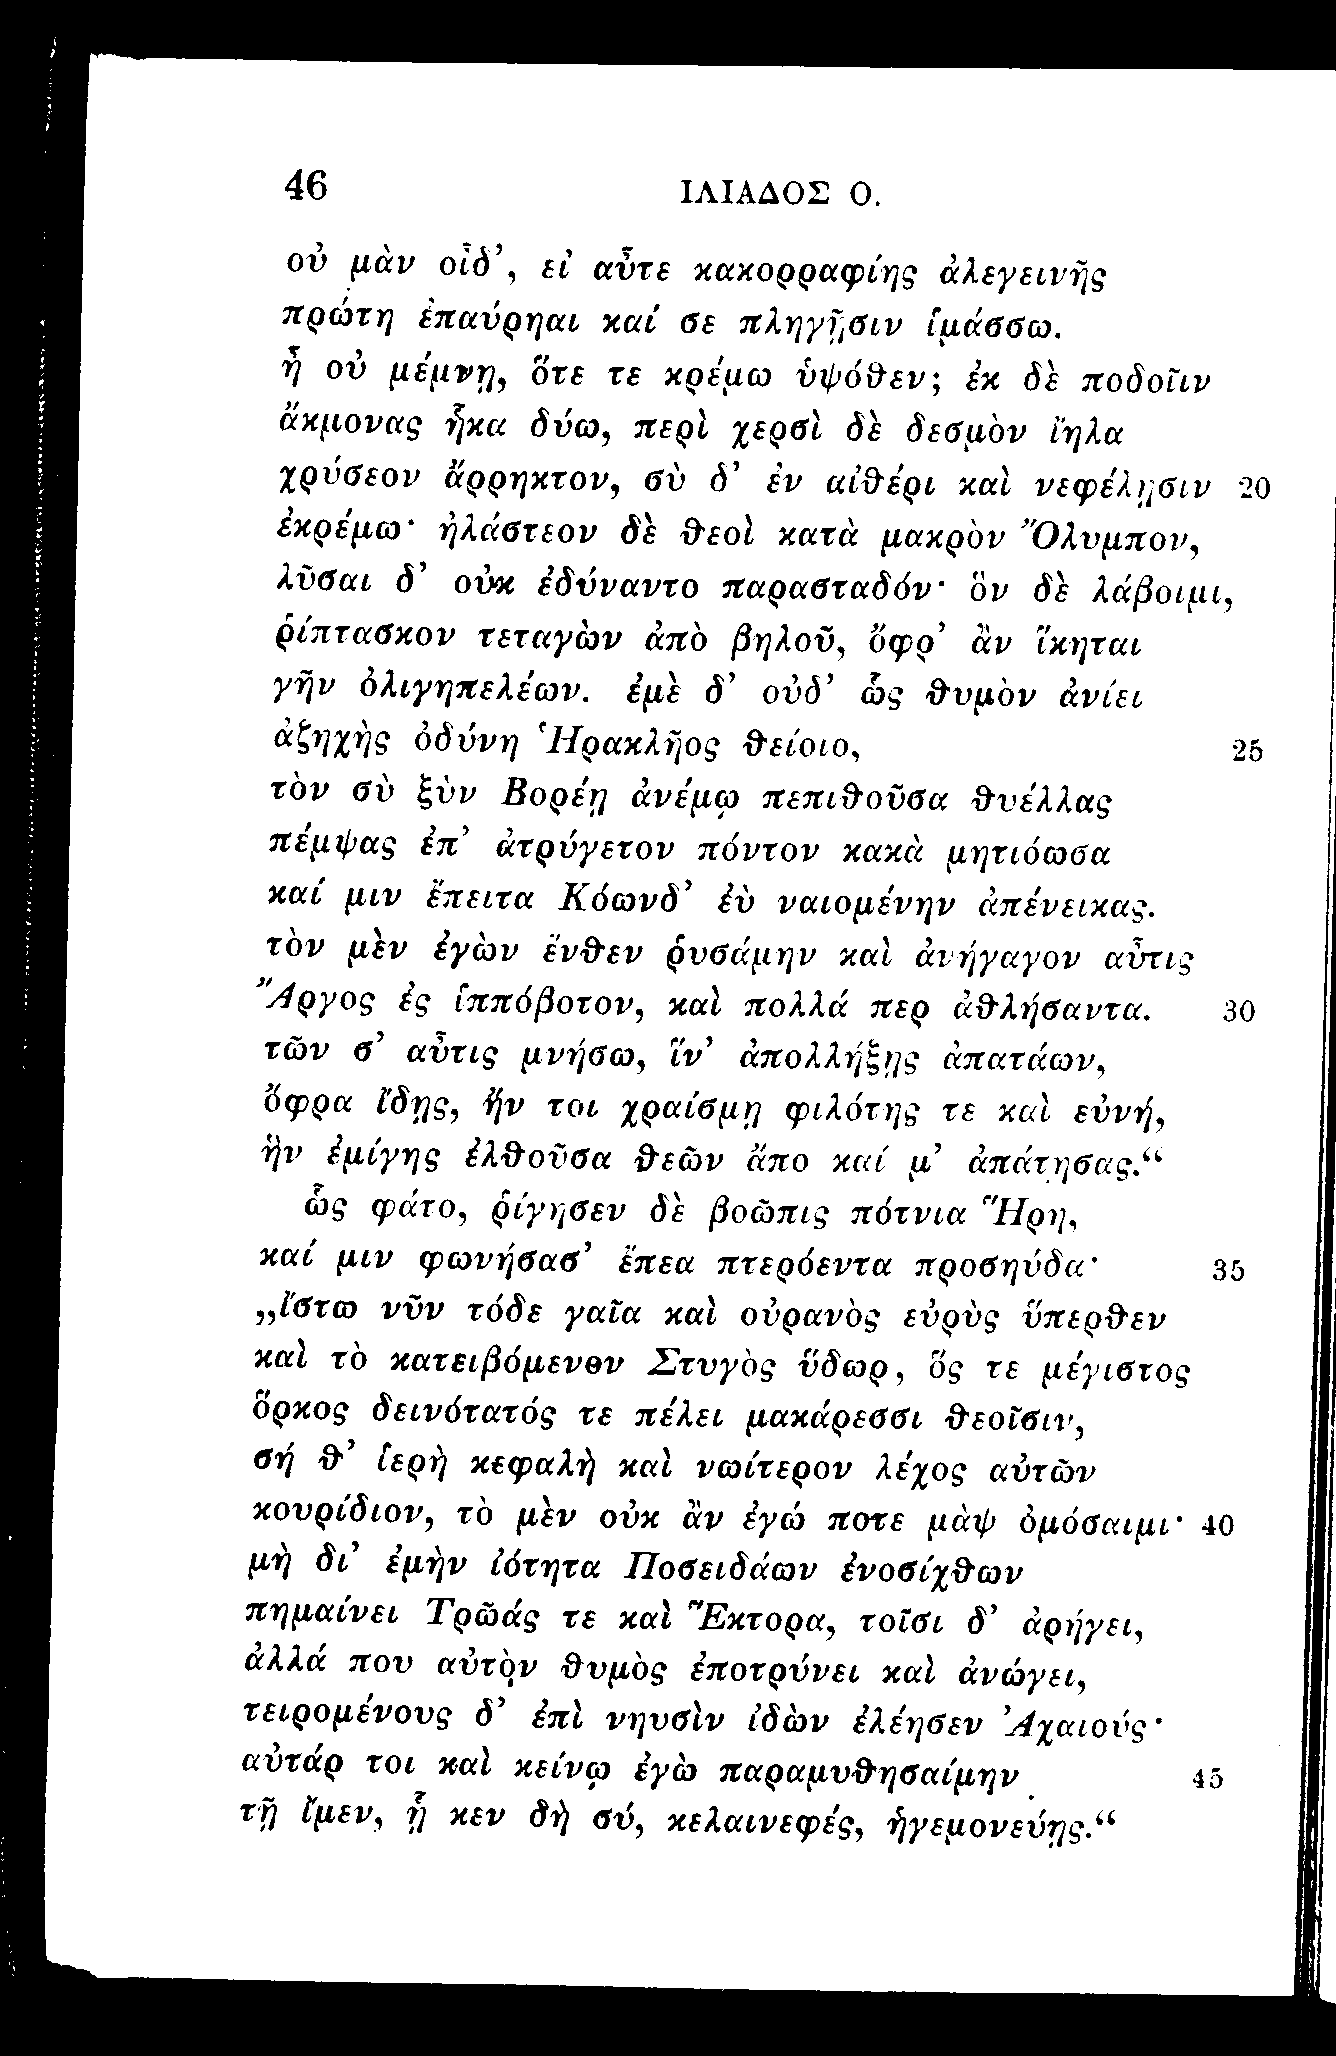 46 ΙΛΙΑΔΟΣ Ο.
οὐ μὰν οἶδ’, εἰ αὖτε κακορραφίης ἀλεγεινῆς
πρώτη ἐπαύρηαι καί σε πληγῇσιν ἱμάσσω.
ἦ οὐ μέμνῃ, ὅτε τε κρέμω ὑψόθεν; ἐκ δὲ ποδοῖιν
ἄκμονας ἧκα δύω, περὶ χερσὶ δὲ δεσμὸν ἴηλα
χρύσεον ἄρρηκτον, σὺ δ’ ἐν αἰθέρι καὶ νεφέλῃσιν 20
ἐκρέμω· ἠλάστεον δὲ θεοὶ κατὰ μακρὸν Ὄλυμπον,
λῦσαι δ’ οὐκ ἐδύναντο παρασταδόν· ὃν δὲ λάβοιμι,
ῥίπτασκον τεταγὼν ἀπὸ βηλοῦ, ὄφρ’ ἂν ἵκηται
γῆν ὀλιγηπελέων. ἐμὲ δ’ οὐδ’ ὧς θυμὸν ἀνίει
ἀζηχὴς ὀδύνη Ἡρακλῆος θείοιο, 25
τὸν σὺ ξὺν Βορέῃ ἀνέμῳ πεπιθοῦσα θυέλλας
πέμψας ἐπ’ ἀτρύγετον πόντον κακὰ μητιόωσα
καί μιν ἔπειτα Κόωνδ’ ἐὺ ναιομένην ἀπένεικας.
τὸν μὲν ἐγὼν ἔνθεν ῥυσάμην καὶ ἀνήγαγον αὖτις
Ἄργος ἐς ἱππόβοτον, καὶ πολλά περ ἀθλήσαντα. 30
τῶν σ’ αὖτις μνήσω, ἵν’ ἀπολλήξῃς ἀπατάων,
ὄφρα ἴδῃς, ἤν τοι χραίσμῃ φιλότης τε καὶ εὐνή,
ἣν ἐμίγης ἐλθοῦσα θεῶν ἄπο καί μ’ ἀπάτησας.“
ὧς φάτο, ῥίγησεν δὲ βοῶπις πότνια Ἥρη,
καί μιν φωνήσασ’ ἔπεα πτερόεντα προσηύδα· 35
„ἴστω νῦν τόδε γαῖα καὶ οὐρανὸς εὐρὺς ὕπερθεν
καὶ τὸ κατειβόμενον Στυγὸς ὕδωρ, ὅς τε μέγιστος
ὅρκος δεινότατός τε πέλει μακάρεσσι θεοῖσιν,
σή θ’ ἱερὴ κεφαλὴ καὶ νωίτερον λέχος αὐτῶν
κουρίδιον, τὸ μὲν οὐκ ἂν ἐγώ ποτε μὰψ ὀμόσαιμι· 40
μὴ δι’ ἐμὴν ἰότητα Ποσειδάων ἐνοσίχθων
πημαίνει Τρῶάς τε καὶ Ἕκτορα, τοῖσι δ’ ἀρήγει,
ἀλλά που αὐτὸν θυμὸς ἐποτρύνει καὶ ἀνώγει,
τειρομένους δ’ ἐπὶ νηυσὶν ἰδὼν ἐλέησεν Ἀχαιούς·
αὐτάρ τοι καὶ κείνῳ ἐγὼ παραμυθησαίμην 45
τῇ ἴμεν, ᾗ κεν δὴ σύ, κελαινεφές, ἡγεμονεύῃς.“